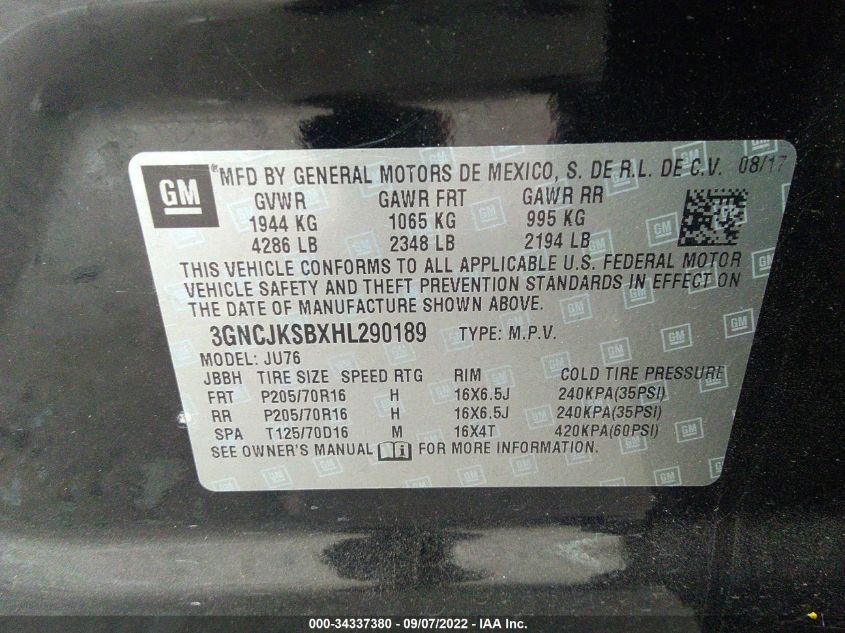 GM ® MFD BY GENERAL MOTORS DE MEXICO, S. DE R.L. DE C.V. 08/17
GVWR GAWR FRT GAWR RR
1944 KG 1065 KG 995 KG
4286 LB 2348 LB 2194 LB
THIS VEHICLE CONFORMS TO ALL APPLICABLE U.S. FEDERAL MOTOR
VEHICLE SAFETY AND THEFT PREVENTION STANDARDS IN EFFECT ON
THE DATE OF MANUFACTURE SHOWN ABOVE.
3GNCJKSBXHL290189 TYPE: M.P.V.
MODEL: JU76
JBBH TIRE SIZE SPEED RTG RIM COLD TIRE PRESSURE
FRT P205/70R16 H 16X6.5J 240KPA(35PSI)
RR P205/70R16 H 16X6.5J 240KPA(35PSI)
SPA T125/70D16 M 16X4T 420KPA(60PSI)
SEE OWNER'S MANUAL FOR MORE INFORMATION.
000-34337380 - 09/07/2022 - IAA Inc.